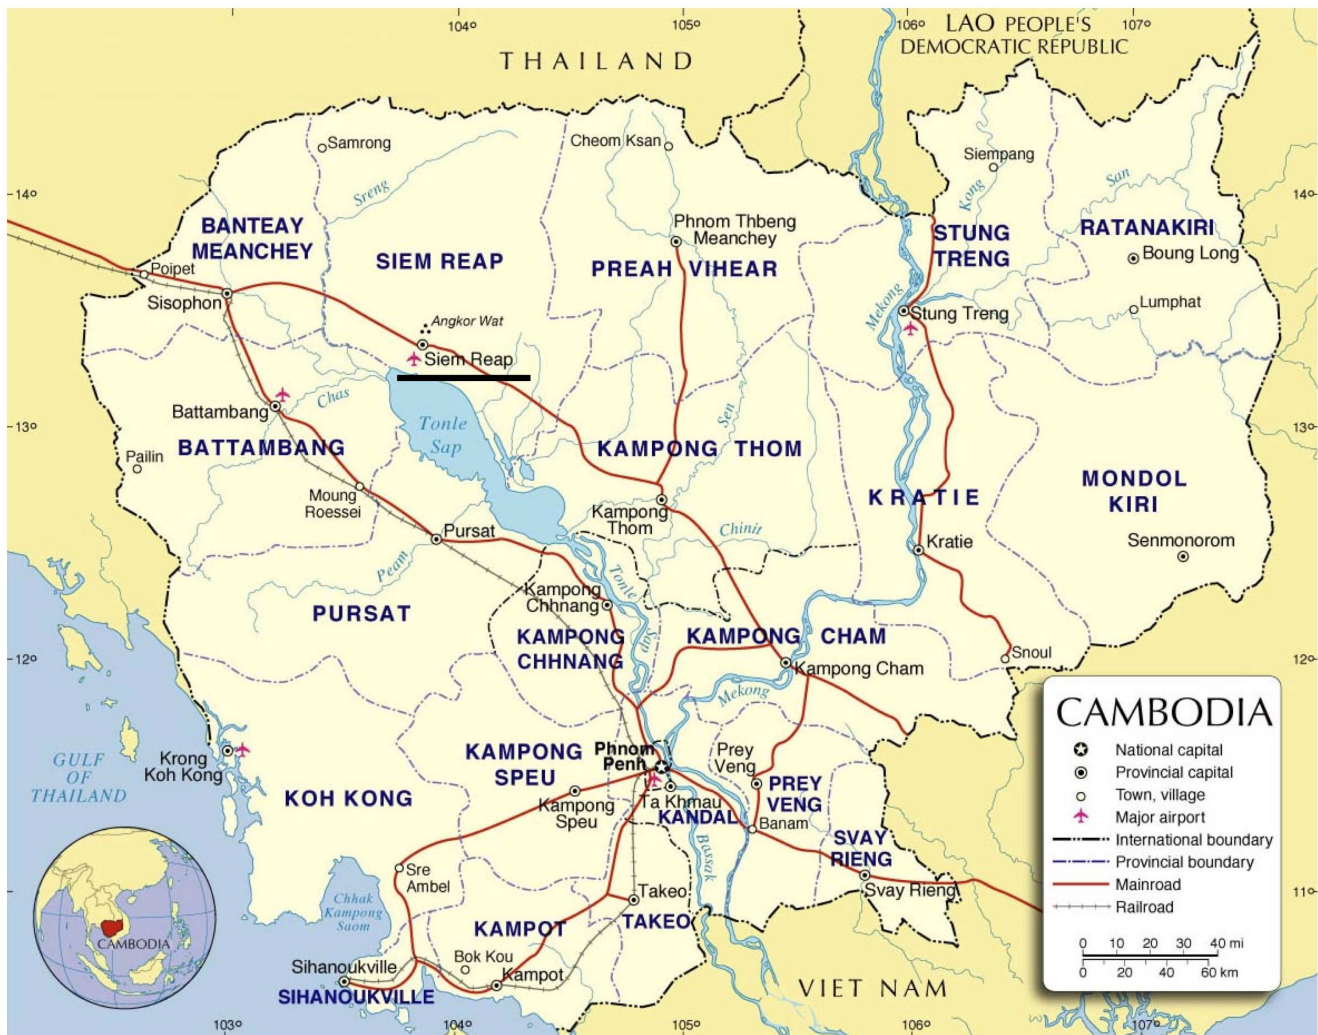 104°
105°
106°
107°
LAO PEOPLE'S
DEMOCRATIC REPUBLIC
THAILAND
Samrong
Cheom Ksan
Siempang
Sreng
Kong
San
14°
14°
BANTEAY
MEANCHEY
SIEM REAP
Phnom Thbeng
Meanchey
PREAH VIHEAR
STUNG
TRENG
RATANAKIRI
Boung Long
Poipet
Sisophon
Mekong
Stung Treng
Lumphat
Angkor Wat
Siem Reap
Chas
Battambang
Tonle
Sap
Sen
13°
13°
BATTAMBANG
KAMPONG THOM
Pailin
Moung
Roessei
MONDOL
KIRI
KRATIE
Kampong
Thom
Chinit
Pursat
Kratie
Senmonorom
Peam
Tonle
Sap
Kampong
Chhnang
PURSAT
KAMPONG
CHHNANG
KAMPONG CHAM
Kampong Cham
Snoul
12°
12°
Mekong
Krong
Koh Kong
GULF
OF
THAILAND
KAMPONG
SPEU
Phnom
Penh
Prey
Veng
PREY
VENG
KOH KONG
Kampong
Speu
Ta Khmau
KANDAL
Banam
SVAY
RIENG
Svay Rieng
Bassak
Sre
Ambel
Chhak
Kampong
Saom
Takeo
TAKEO
11°
KAMPOT
Bok Kou
Kampot
Sihanoukville
SIHANOUKVILLE
VIET NAM
CAMBODIA
CAMBODIA
National capital
Provincial capital
Town, village
Major airport
International boundary
Provincial boundary
Mainroad
Railroad
0 10 20 30 40 mi
0 20 40 60 km
103°
104°
105°
106°
107°